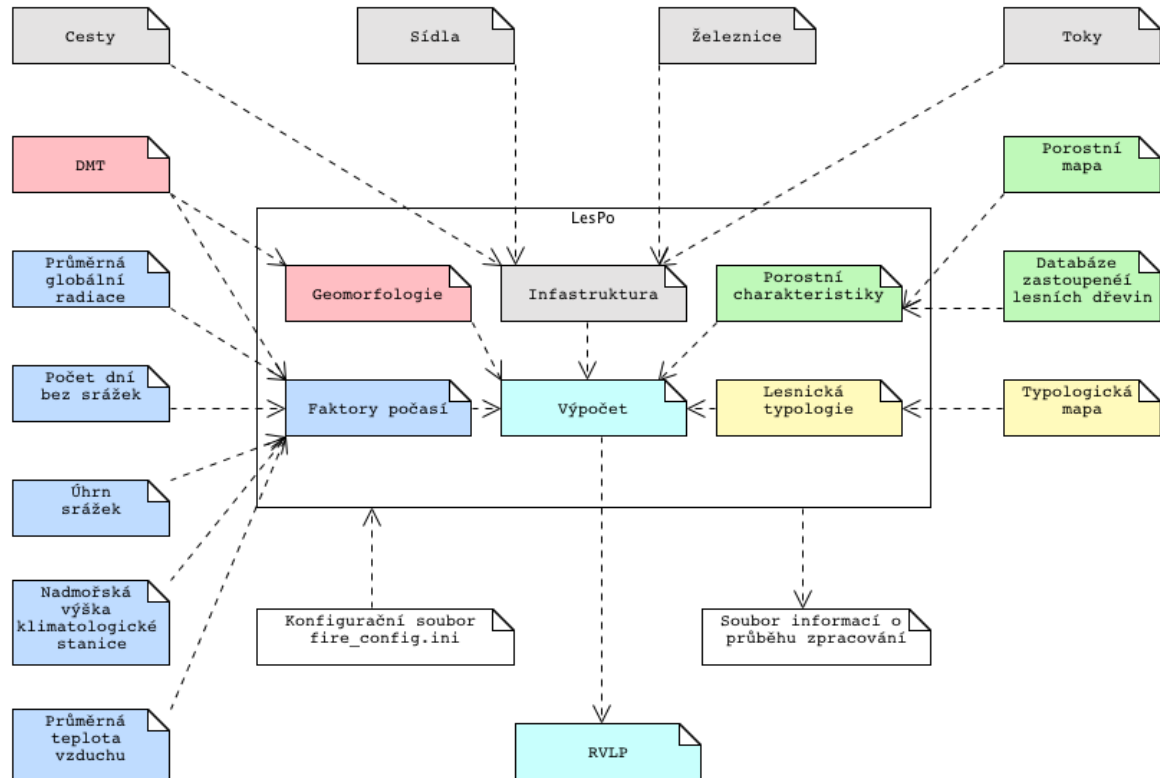 Cesty
Sídla
Železnice
Toky
DMT
Porostní
mapa
LesPo
Průměrná
globální
radiace
Geomorfologie
Infastruktura
Porostní
charakteristiky
Databáze
zastoupeneí
lesních dřevin
Počet dní
bez srážek
Faktory počasí
Výpočet
Lesnická
typologie
Typologická
mapa
Úhrn
srážek
Nadmořská
výška
klimatologické
stanice
Konfigurační soubor
fire_config.ini
Soubor informací o
průběhu zpracování
Průměrná
teplota
vzduchu
RVLP